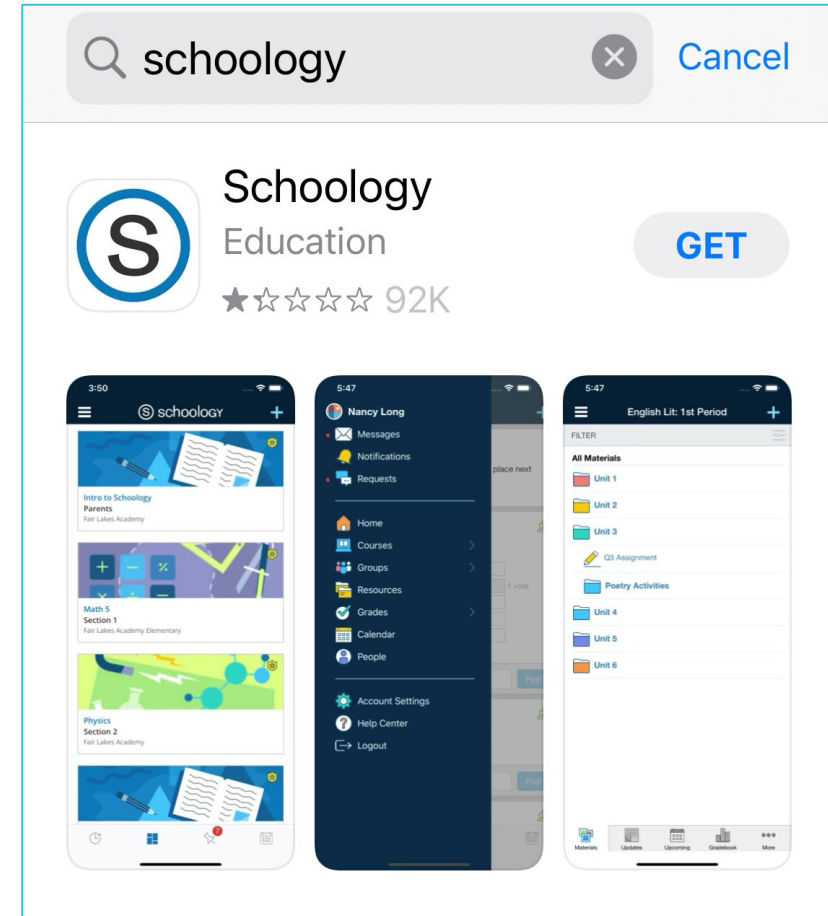 schoology
Cancel
Schoology
Education
GET
92K
S
3:50
schoology
Intro to Schoology
Parents
Fair Lakes Academy
Math 5
Section 1
Fair Lakes Academy Elementary
Physics
Section 2
Fair Lakes Academy
7
5:47
Nancy Long
Messages
Notifications
Requests
Home
Courses
Groups
Resources
Grades
Calendar
People
Account Settings
Help Center
Logout
place next
1 vote
Post
Post
5:47
English Lit: 1st Period
FILTER
All Materials
Unit 1
Unit 2
Unit 3
Q3 Assignment
Poetry Activities
Unit 4
Unit 5
Unit 6
Materials
Updates
Upcoming
Gradebook
More